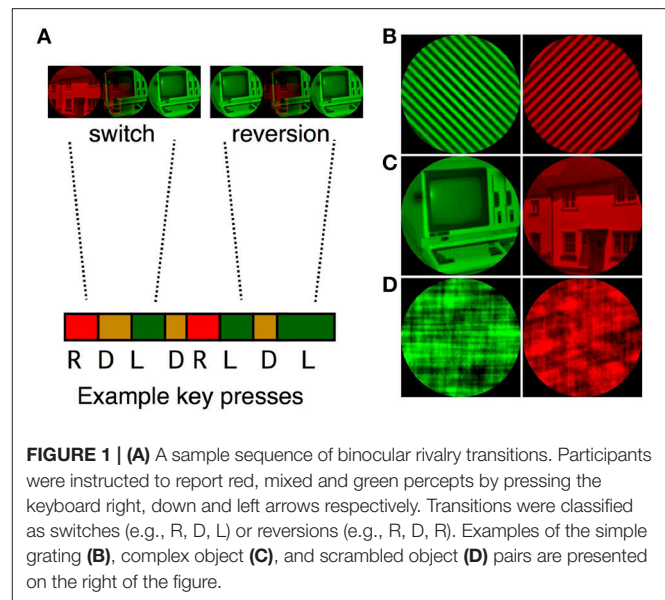 A
switch reversion
R D L D R L D L
Example key presses
B
C
D
FIGURE 1 | (A) A sample sequence of binocular rivalry transitions. Participants
were instructed to report red, mixed and green percepts by pressing the
keyboard right, down and left arrows respectively. Transitions were classified
as switches (e.g., R, D, L) or reversions (e.g., R, D, R). Examples of the simple
grating (B), complex object (C), and scrambled object (D) pairs are presented
on the right of the figure.